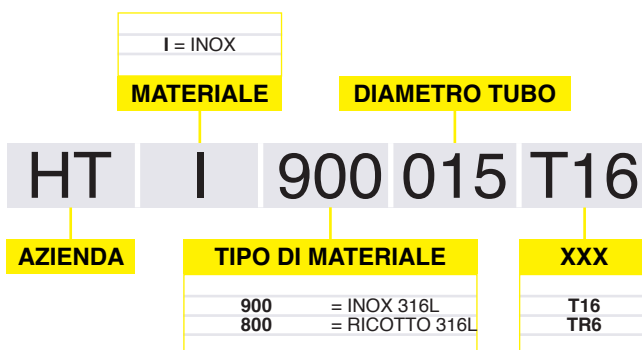 I = INOX
MATERIALE DIAMETRO TUBO
HT I 900 015 T16
AZIENDA TIPO DI MATERIALE XXX
900 = INOX 316L T16
800 = RICOTTO 316L TR6